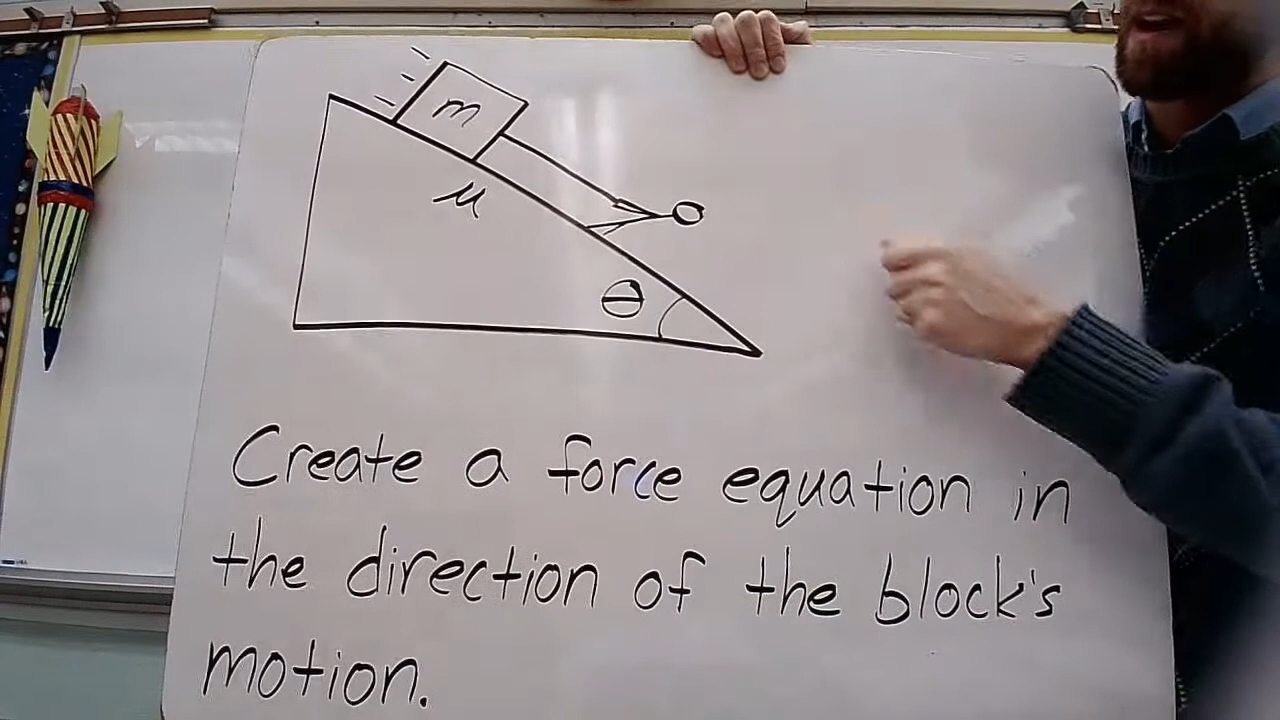 m
μ
θ
Create a force equation in
the direction of the block's
motion.